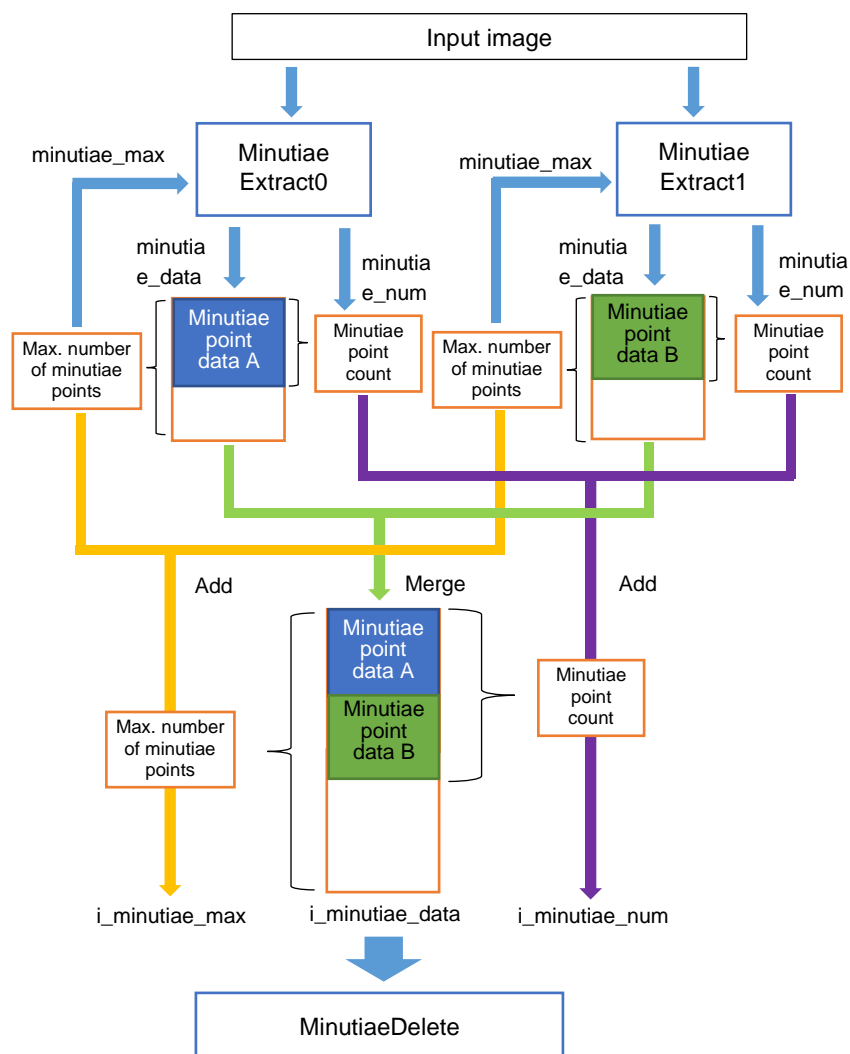 Input image
Minutiae
Extract0
Minutiae
Extract1
minutiae_max
minutiae_max
minutia
e_data
minutia
e_num
minutia
e_data
minutia
e_num
Max. number
of minutiae
points
Minutiae
point
data A
Minutiae
point
count
Max. number
of minutiae
points
Minutiae
point
data B
Minutiae
point
count
Add
Merge
Add
Minutiae
point
data A
Minutiae
point
data B
Max. number
of minutiae
points
Minutiae
point
count
i_minutiae_max
i_minutiae_data
i_minutiae_num
MinutiaeDelete